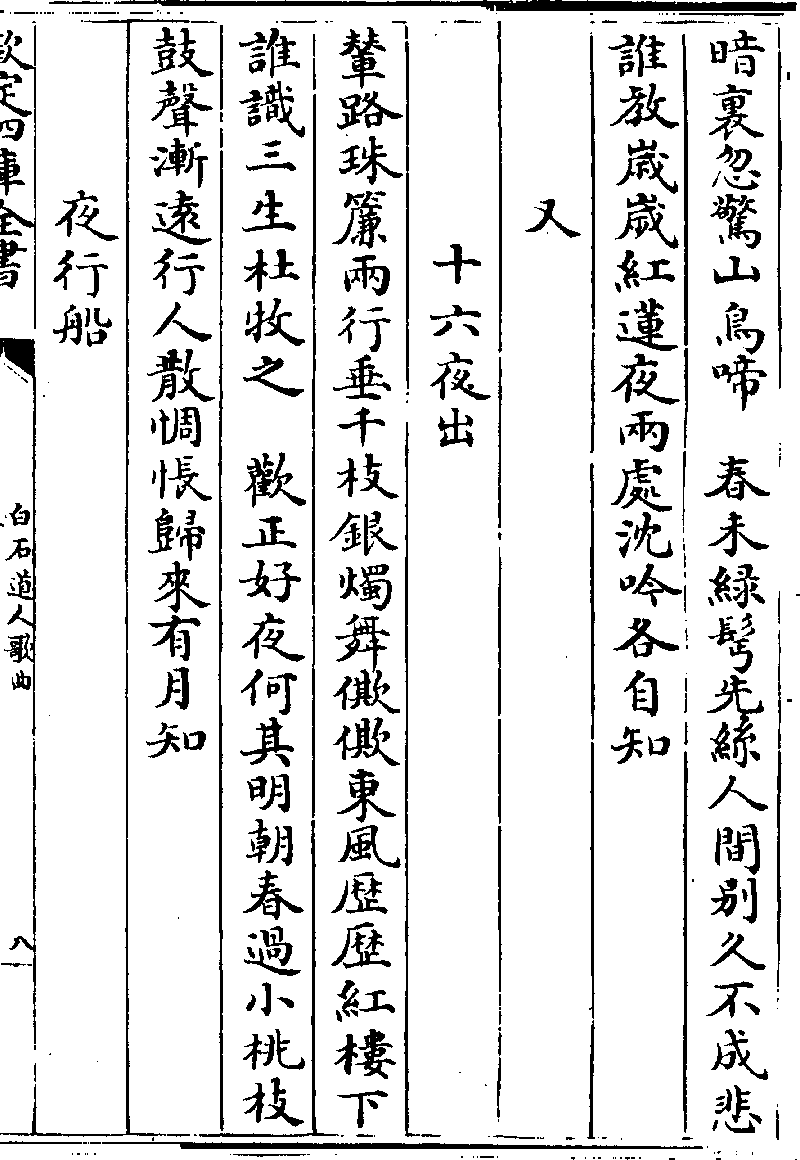 暗裏忽驚山鳥啼　春未綠髩先絲人間别久不成悲
誰教嵗嵗紅蓮夜兩處沈吟各自知
又
十六夜出
輦路珠簾兩行垂千枝銀燭舞僛僛東風歴歴紅樓下
誰識三生杜牧之　歡正好夜何其明朝春過小桃枝
鼓聲漸遠行人散惆悵歸來有月知
夜行船
欽定四庫全書
白石道人歌曲
八